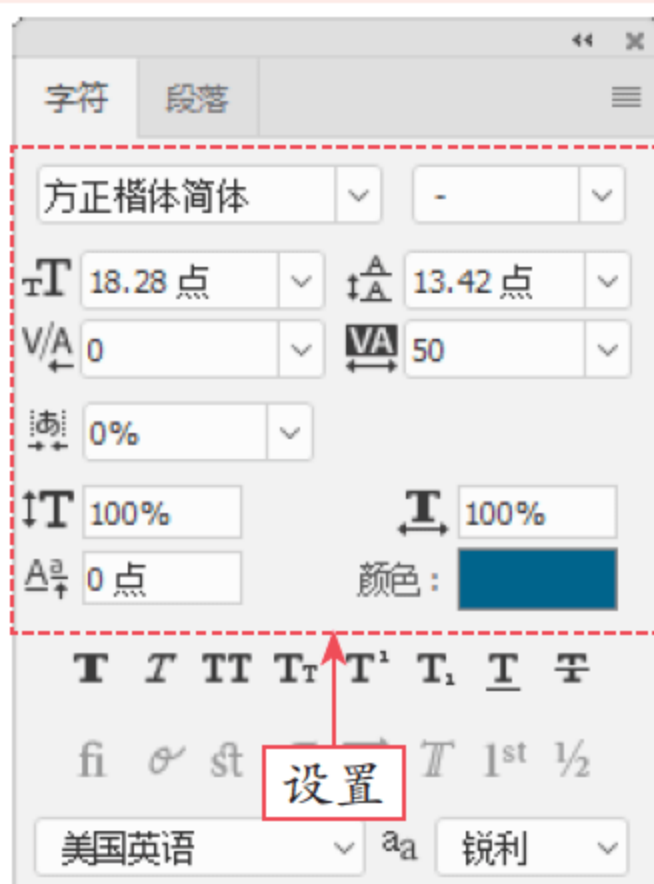 字符 段落
方正楷体简体 -
18.28 点 13.42 点
V/A 0 VA 50
あ 0%
T 100% T 100%
0 点 颜色：
T T TT Tт T¹ T₁ T T
fi st T 1st ½
设置
美国英语 aa 锐利